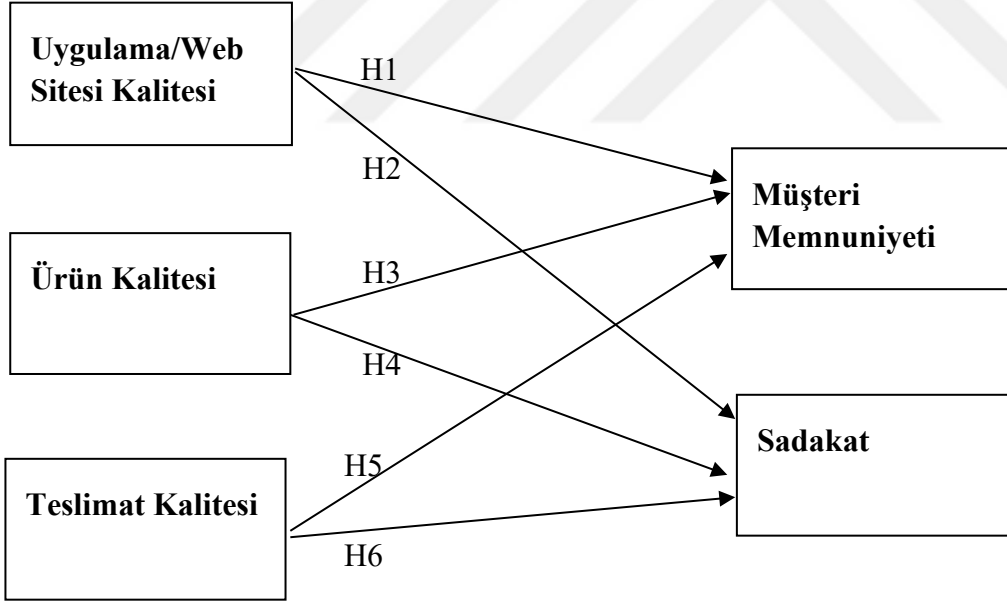 Uygulama/Web
Sitesi Kalitesi
H1
H2
Müşteri
Memnuniyeti
Ürün Kalitesi
H3
H4
Sadakat
Teslimat Kalitesi
H5
H6